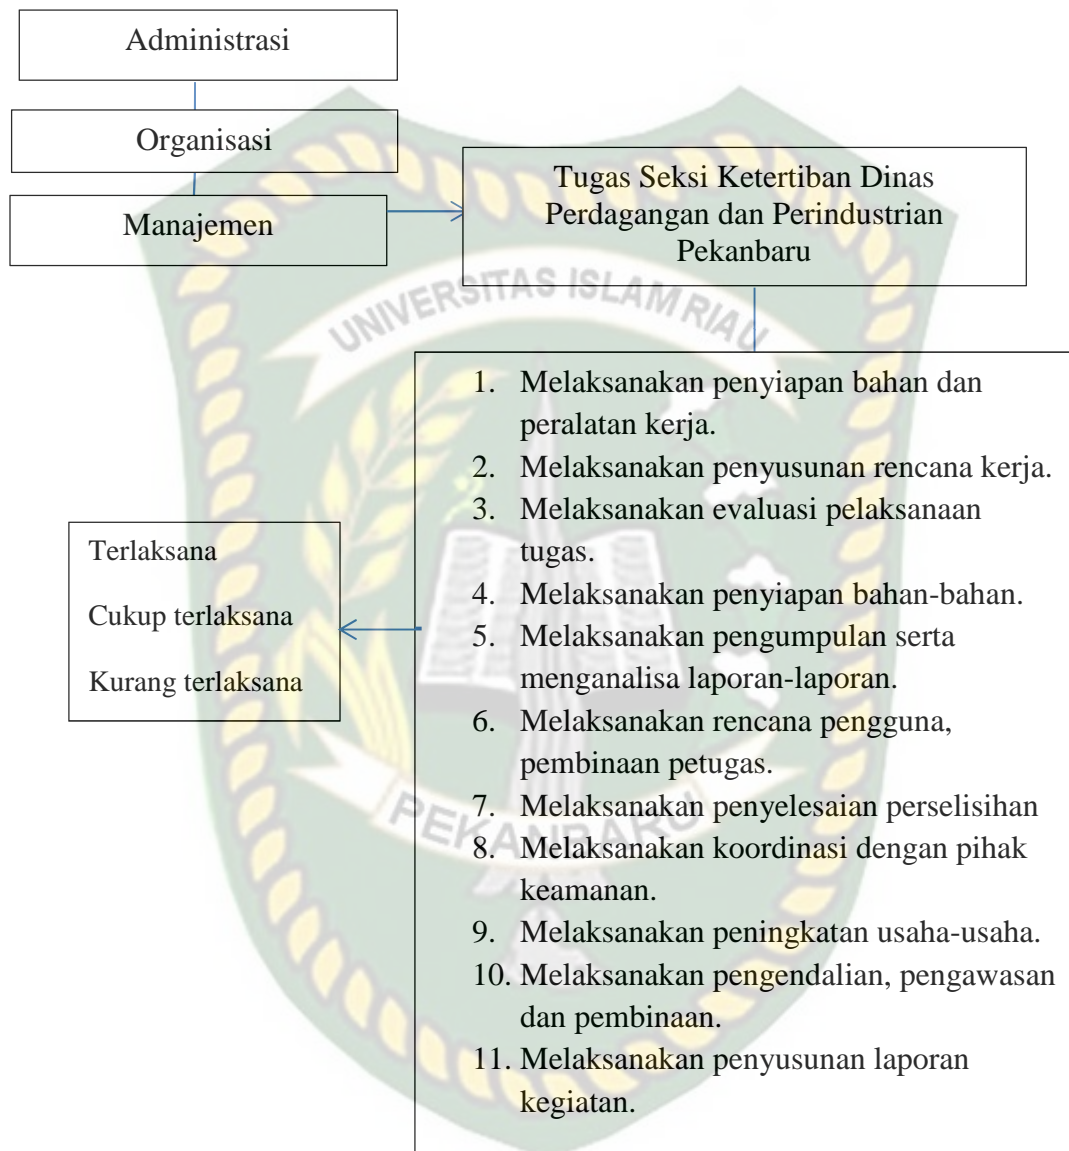 Administrasi
Organisasi
Manajemen
Tugas Seksi Ketertiban Dinas
Perdagangan dan Perindustrian
Pekanbaru
UNIVERSITAS ISLAM RIAU
1. Melaksanakan penyiapan bahan dan
peralatan kerja.
2. Melaksanakan penyusunan rencana kerja.
3. Melaksanakan evaluasi pelaksanaan
tugas.
4. Melaksanakan penyiapan bahan-bahan.
5. Melaksanakan pengumpulan serta
menganalisa laporan-laporan.
6. Melaksanakan rencana pengguna,
pembinaan petugas.
7. Melaksanakan penyelesaian perselisihan
8. Melaksanakan koordinasi dengan pihak
keamanan.
9. Melaksanakan peningkatan usaha-usaha.
10. Melaksanakan pengendalian, pengawasan
dan pembinaan.
11. Melaksanakan penyusunan laporan
kegiatan.
Terlaksana
Cukup terlaksana
Kurang terlaksana
PEKANBARU